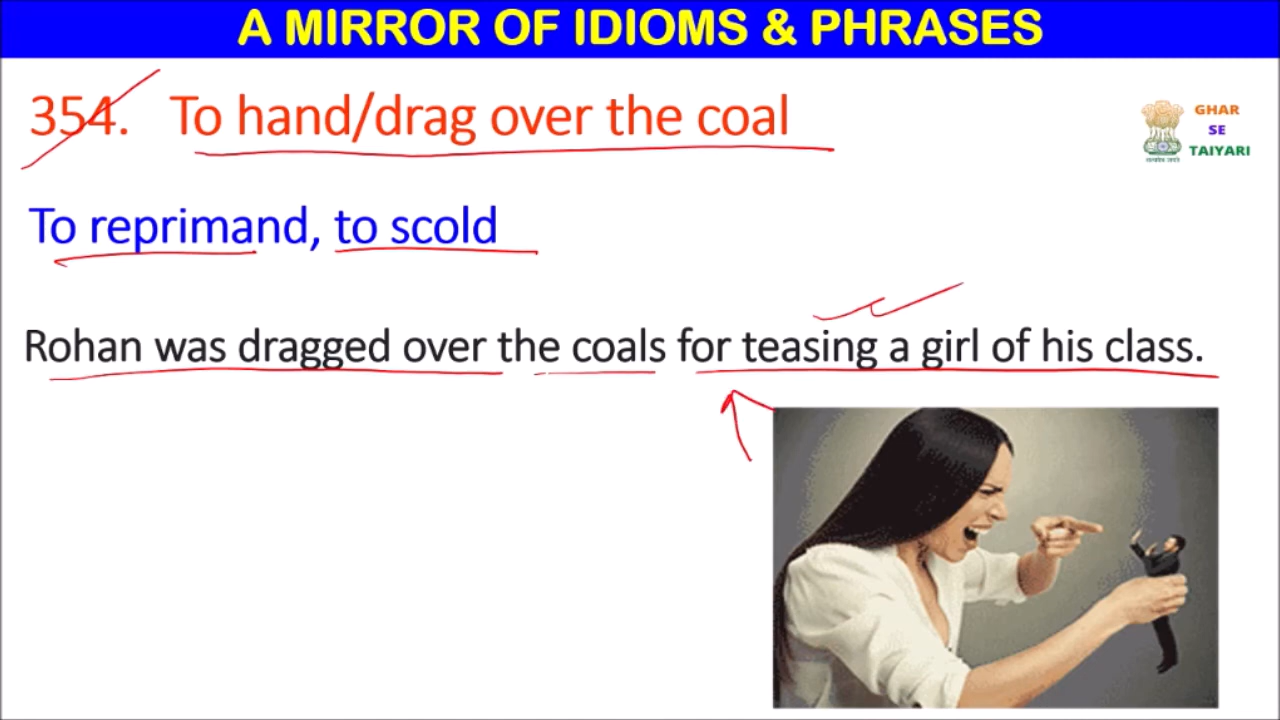 A MIRROR OF IDIOMS & PHRASES
354. To hand/drag over the coal
GHAR
SE
TAIYARI
To reprimand, to scold
Rohan was dragged over the coals for teasing a girl of his class.